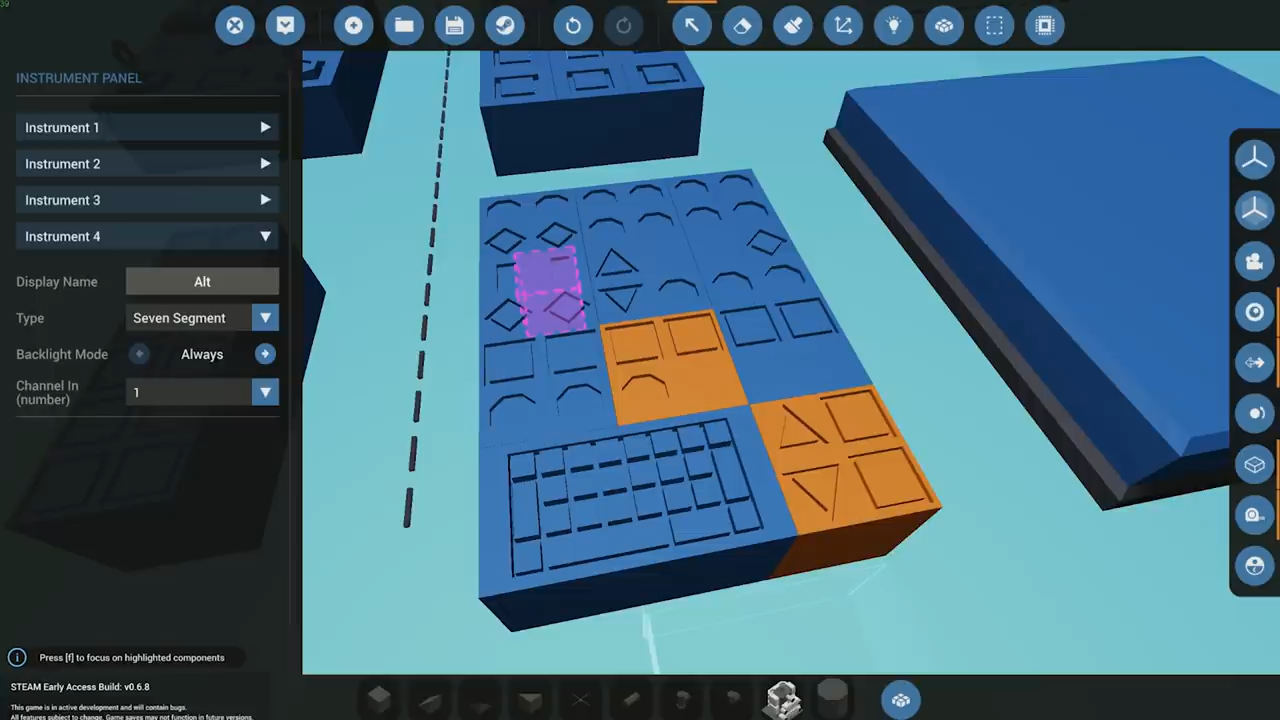 39
INSTRUMENT PANEL
Instrument 1
Instrument 2
Instrument 3
Instrument 4
Display Name Alt
Type Seven Segment
Backlight Mode Always
Channel In
(number) 1
Press [f] to focus on highlighted components
STEAM Early Access Build: v0.6.8
This game is in active development and will contain bugs.
All features subject to change. Game saves may not function in future versions.